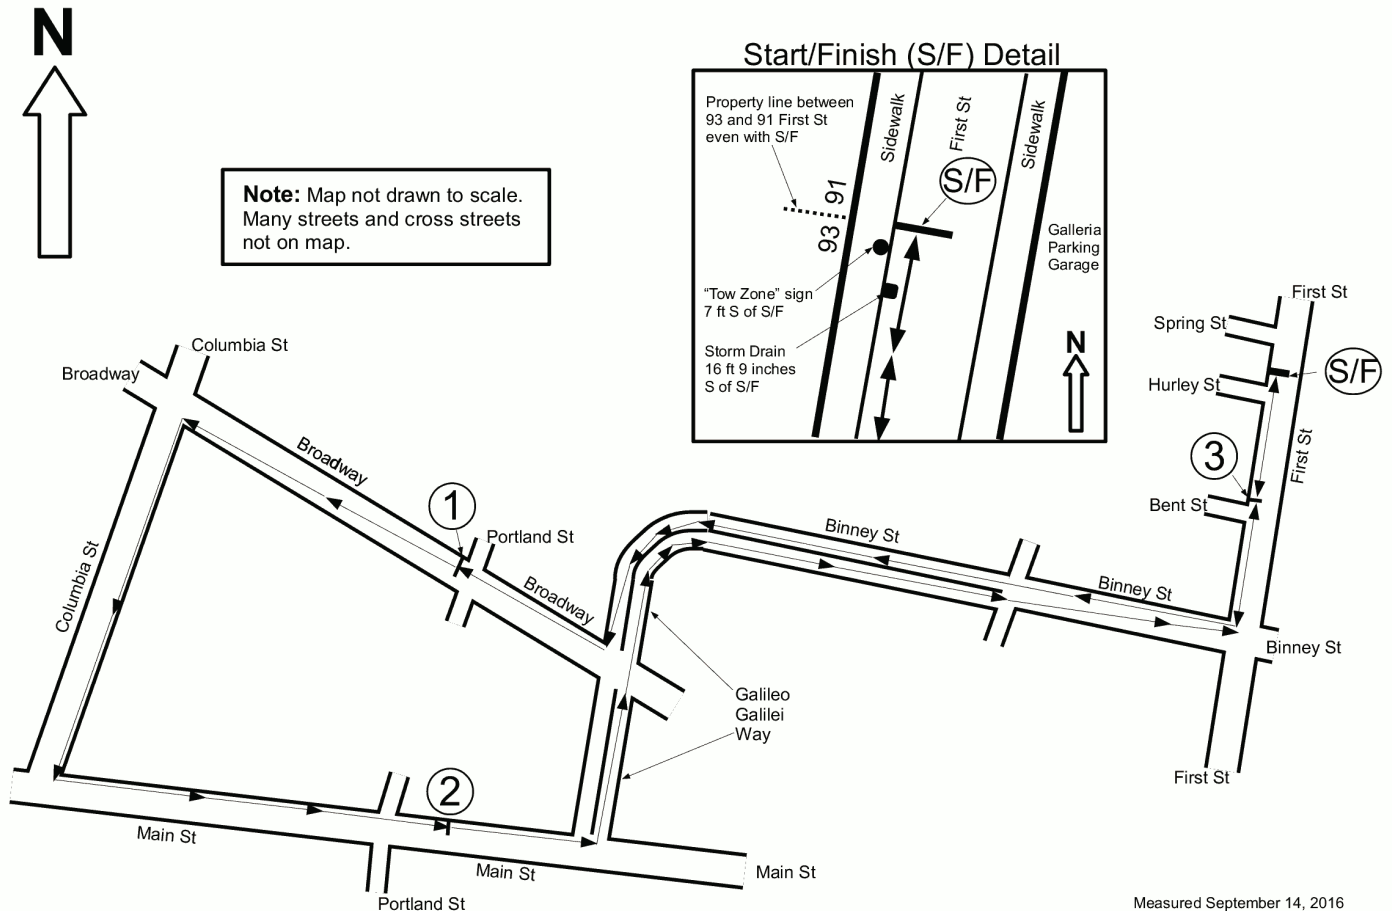 N
Start/Finish (S/F) Detail
Property line between
93 and 91 First St
even with S/F
Sidewalk
First St
Sidewalk
S/F
91
93
Galleria
Parking
Garage
“Tow Zone” sign
7 ft S of S/F
Storm Drain
16 ft 9 inches
S of S/F
N
Note: Map not drawn to scale.
Many streets and cross streets
not on map.
First St
Spring St
S/F
Hurley St
First St
3
Bent St
Columbia St
Broadway
Broadway
1
Portland St
Binney St
Columbia St
Broadway
Binney St
Binney St
Galileo
Galilei
Way
First St
2
Main St
Main St
Main St
Portland St
Measured September 14, 2016